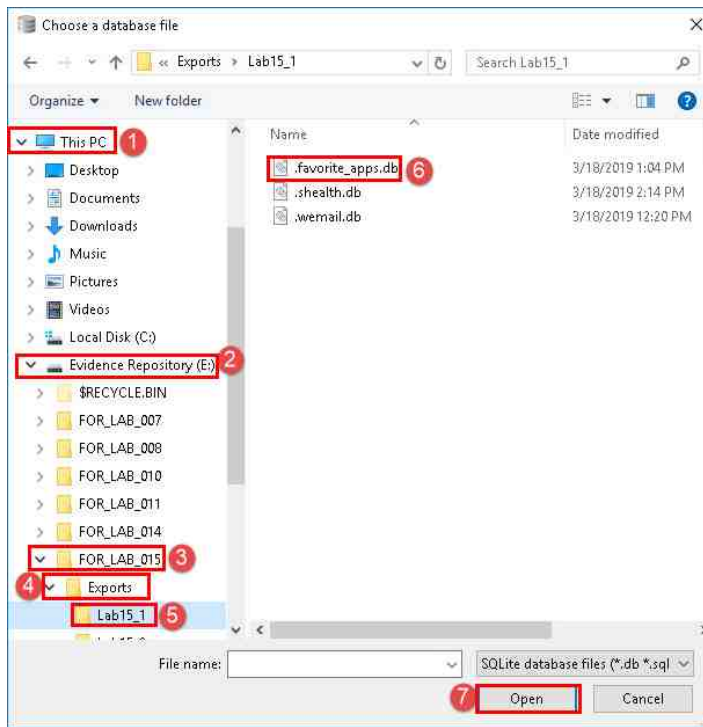 Choose a database file
« Exports › Lab15_1
Search Lab15_1
Organize
New folder
Name
Date modified
This PC 1
Desktop
Documents
Downloads
Music
Pictures
Videos
Local Disk (C:)
Evidence Repository (E:) 2
$RECYCLE.BIN
FOR_LAB_007
FOR_LAB_008
FOR_LAB_010
FOR_LAB_011
FOR_LAB_014
FOR_LAB_015 3
4 Exports
Lab15_1 5
.favorite_apps.db 6 3/18/2019 1:04 PM
.shealth.db 3/18/2019 2:14 PM
.wemail.db 3/18/2019 12:20 PM
File name:
SQLite database files (*.db *.sql
7 Open
Cancel